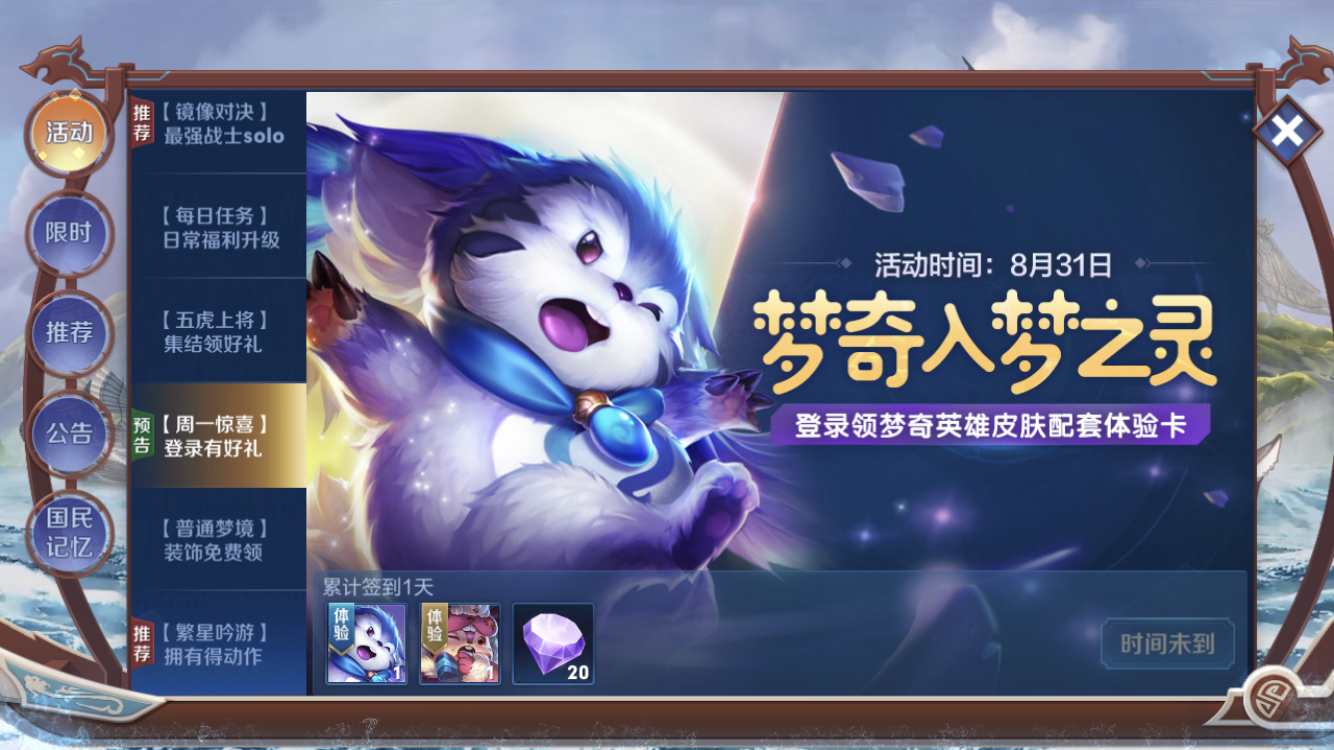 活动
限时
推荐
公告
国民
记忆
推荐
【镜像对决】
最强战士solo
【每日任务】
日常福利升级
【五虎上将】
集结领好礼
预告
【周一惊喜】
登录有好礼
【普通梦境】
装饰免费领
推荐
【繁星吟游】
拥有得动作
活动时间：8月31日
梦奇入梦之灵
登录领梦奇英雄皮肤配套体验卡
累计签到1天
体验
1
体验
1
20
时间未到